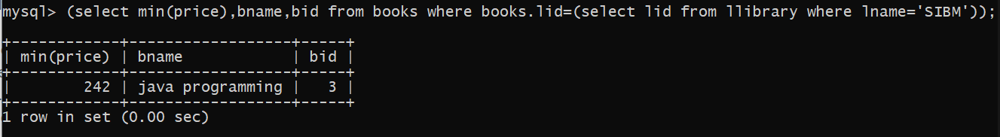 mysql> (select min(price),bname,bid from books where books.lid=(select lid from llibrary where lname='SIBM'));
+------------+------------------+-----+
| min(price) | bname            | bid |
+------------+------------------+-----+
|        242 | java programming |   3 |
+------------+------------------+-----+
1 row in set (0.00 sec)